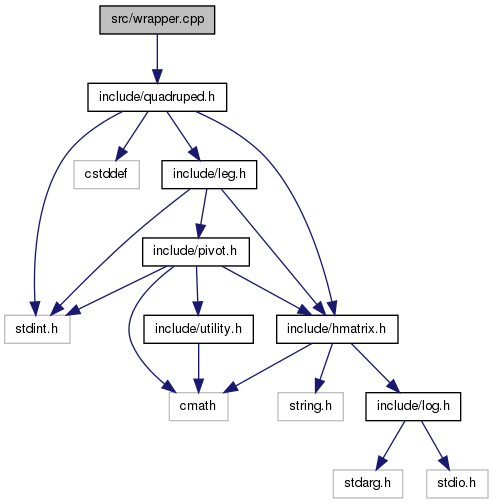 src/wrapper.cpp
include/quadruped.h
cstddef
include/leg.h
include/pivot.h
stdint.h
include/utility.h
include/hmatrix.h
cmath
string.h
include/log.h
stdarg.h
stdio.h